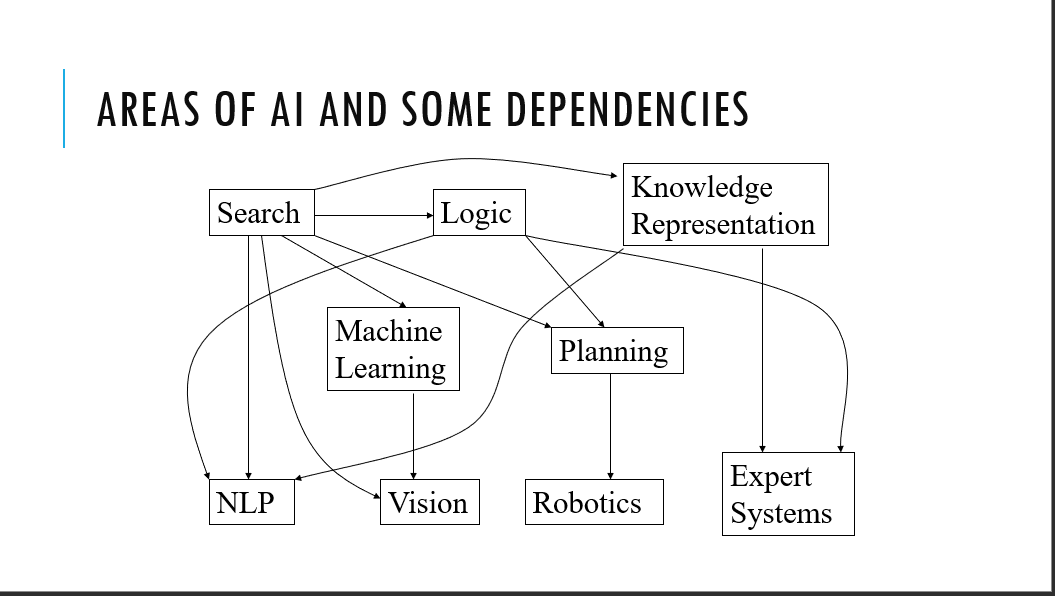 AREAS OF AI AND SOME DEPENDENCIES
Search
Logic
Knowledge
Representation
Machine
Learning
Planning
NLP
Vision
Robotics
Expert
Systems